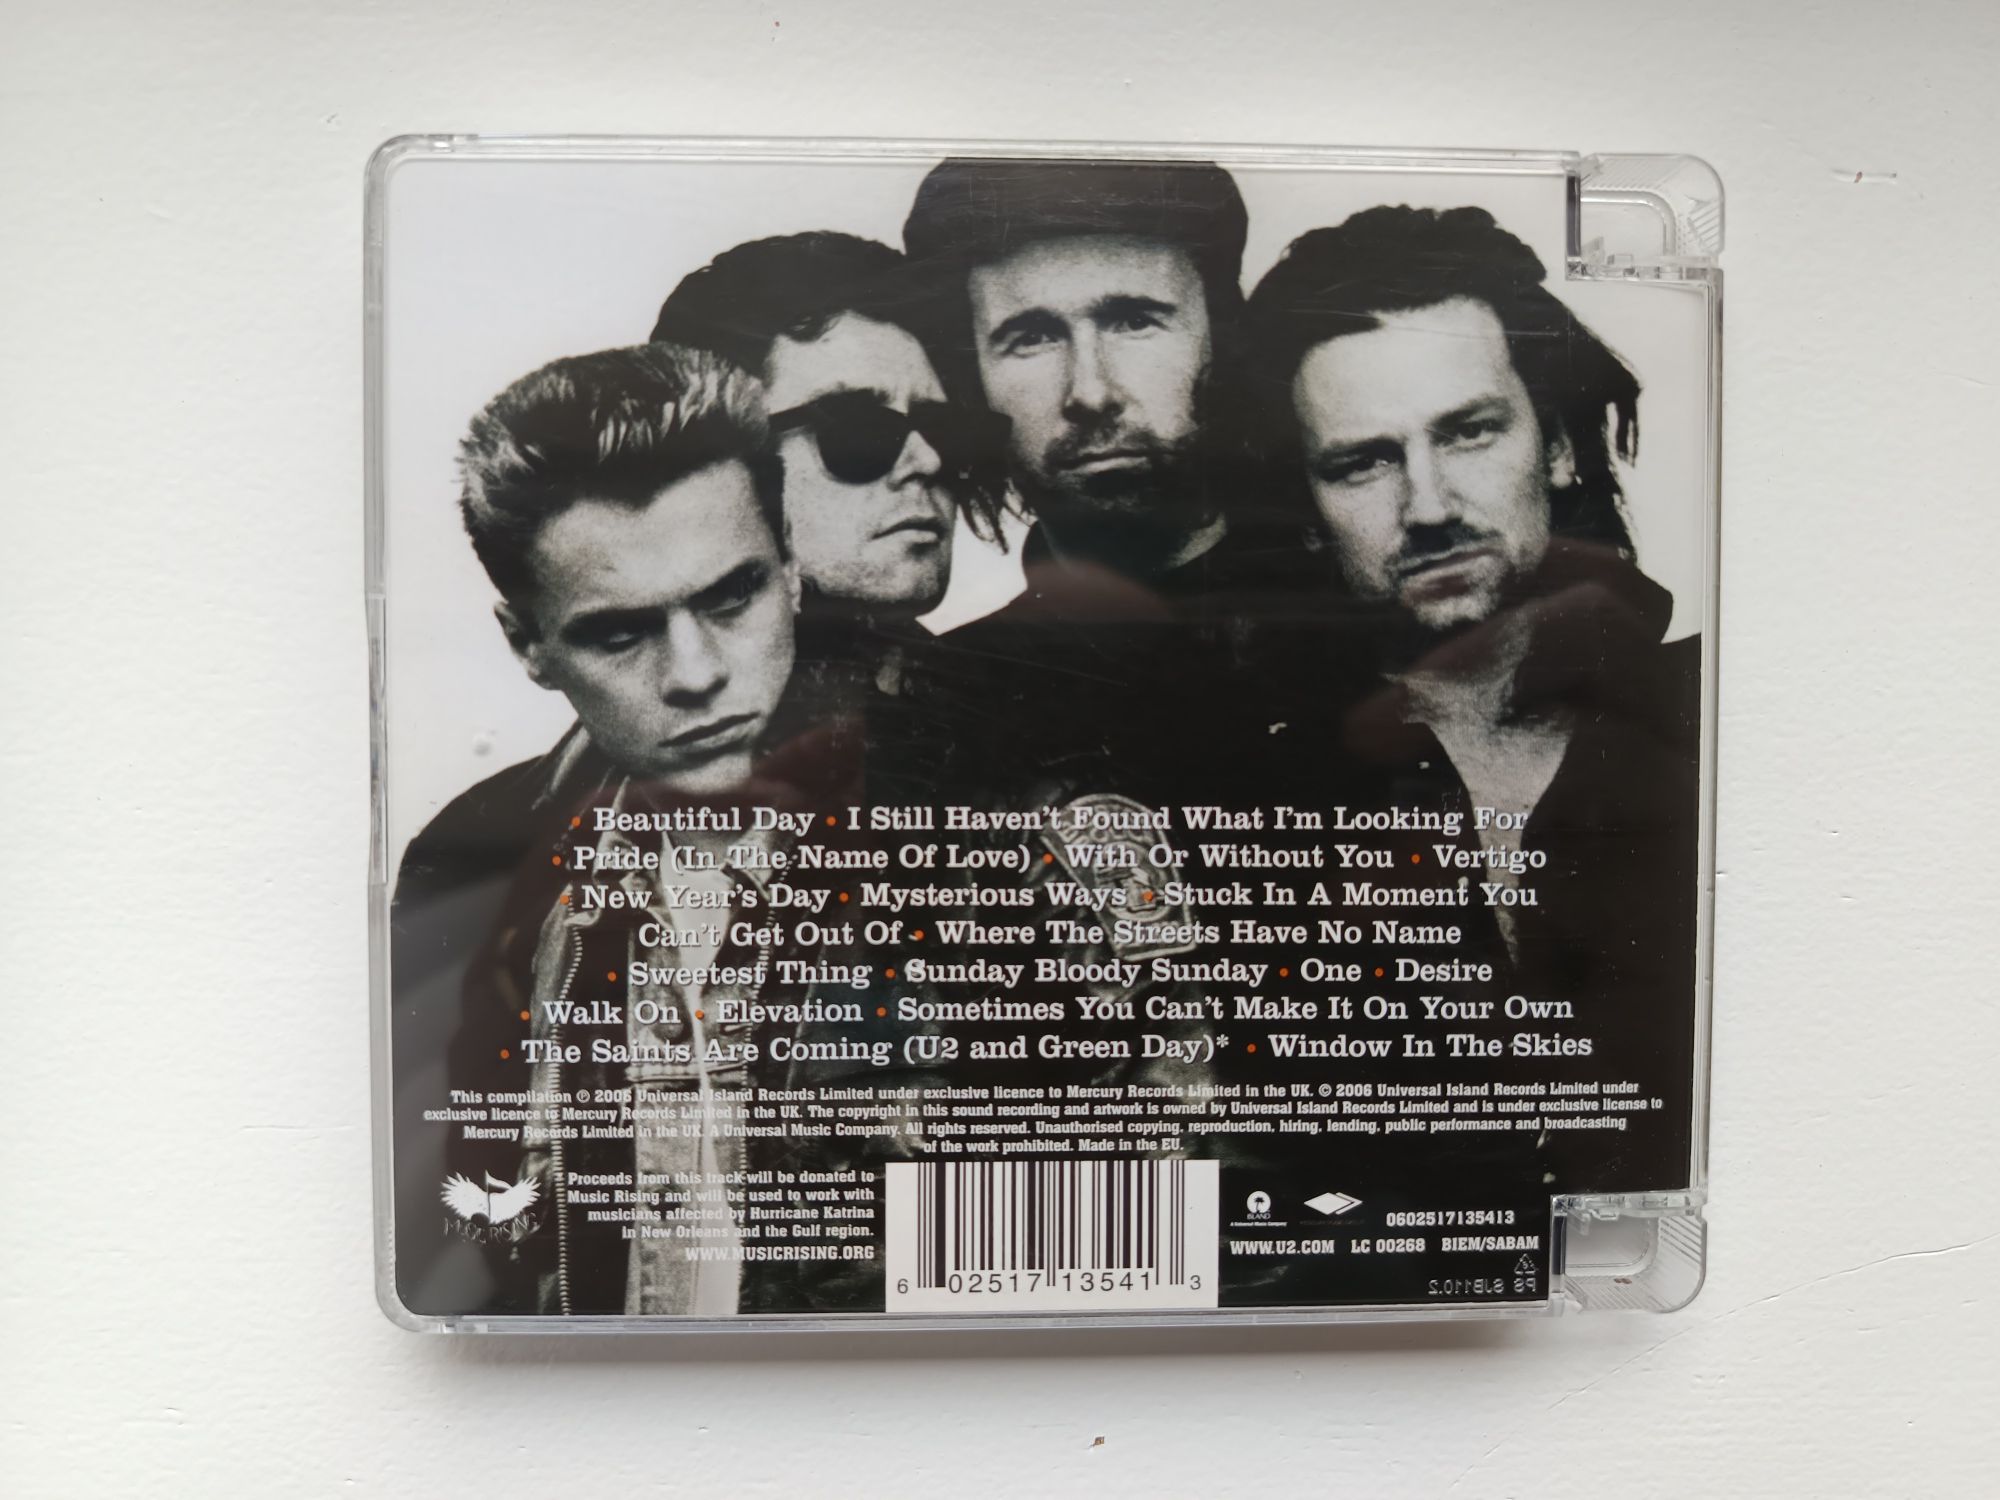 • Beautiful Day • I Still Haven't Found What I'm Looking For
• Pride (In The Name Of Love) • With Or Without You • Vertigo
• New Year's Day • Mysterious Ways • Stuck In A Moment You
Can't Get Out Of • Where The Streets Have No Name
• Sweetest Thing • Sunday Bloody Sunday • One • Desire
• Walk On • Elevation • Sometimes You Can't Make It On Your Own
• The Saints Are Coming (U2 and Green Day)* • Window In The Skies
This compilation ℗ 2006 Universal Island Records Limited under exclusive licence to Mercury Records Limited in the UK. © 2006 Universal Island Records Limited under
exclusive licence to Mercury Records Limited in the UK. The copyright in this sound recording and artwork is owned by Universal Island Records Limited and is under exclusive license to
Mercury Records Limited in the UK. A Universal Music Company. All rights reserved. Unauthorised copying, reproduction, hiring, lending, public performance and broadcasting
of the work prohibited. Made in the EU.
MUSIC RISING
Proceeds from this track will be donated to
Music Rising and will be used to work with
musicians affected by Hurricane Katrina
in New Orleans and the Gulf region.
WWW.MUSICRISING.ORG
6 02517 13541 3
ISLAND
A Universal Music Company
0602517135413
WWW.U2.COM LC 00268 BIEM/SABAM
PS SJB110.2